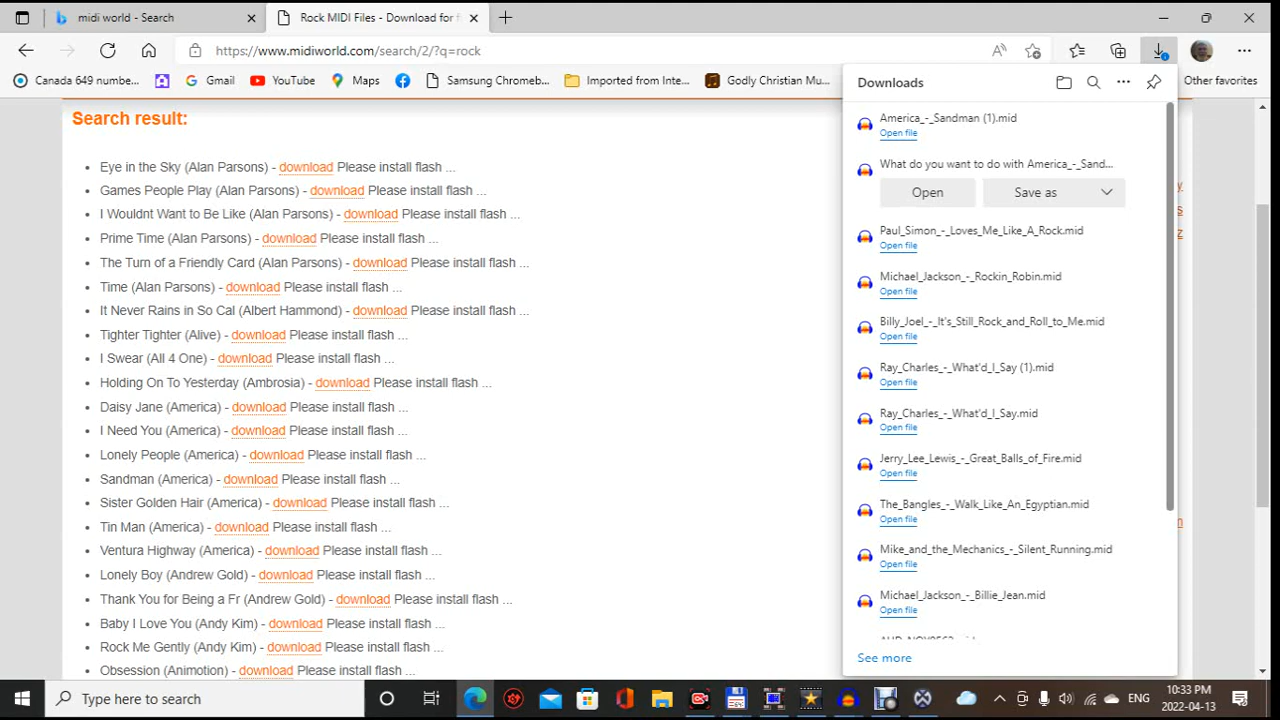 midi world - Search
Rock MIDI Files - Download for f
https://www.midiworld.com/search/2/?q=rock
Canada 649 numbe...
Gmail
YouTube
Maps
Samsung Chromeb...
Imported from Inte...
Godly Christian Mu...
Other favorites
Downloads
America_-_Sandman (1).mid
Open file
What do you want to do with America_-_Sand...
Open
Save as
Paul_Simon_-_Loves_Me_Like_A_Rock.mid
Open file
Michael_Jackson_-_Rockin_Robin.mid
Open file
Billy_Joel_-_It's_Still_Rock_and_Roll_to_Me.mid
Open file
Ray_Charles_-_What'd_I_Say (1).mid
Open file
Ray_Charles_-_What'd_I_Say.mid
Open file
Jerry_Lee_Lewis_-_Great_Balls_of_Fire.mid
Open file
The_Bangles_-_Walk_Like_An_Egyptian.mid
Open file
Mike_and_the_Mechanics_-_Silent_Running.mid
Open file
Michael_Jackson_-_Billie_Jean.mid
Open file
See more
Search result:
Eye in the Sky (Alan Parsons) - download Please install flash ...
Games People Play (Alan Parsons) - download Please install flash ...
I Wouldnt Want to Be Like (Alan Parsons) - download Please install flash ...
Prime Time (Alan Parsons) - download Please install flash ...
The Turn of a Friendly Card (Alan Parsons) - download Please install flash ...
Time (Alan Parsons) - download Please install flash ...
It Never Rains in So Cal (Albert Hammond) - download Please install flash ...
Tighter Tighter (Alive) - download Please install flash ...
I Swear (All 4 One) - download Please install flash ...
Holding On To Yesterday (Ambrosia) - download Please install flash ...
Daisy Jane (America) - download Please install flash ...
I Need You (America) - download Please install flash ...
Lonely People (America) - download Please install flash ...
Sandman (America) - download Please install flash ...
Sister Golden Hair (America) - download Please install flash ...
Tin Man (America) - download Please install flash ...
Ventura Highway (America) - download Please install flash ...
Lonely Boy (Andrew Gold) - download Please install flash ...
Thank You for Being a Fr (Andrew Gold) - download Please install flash ...
Baby I Love You (Andy Kim) - download Please install flash ...
Rock Me Gently (Andy Kim) - download Please install flash ...
Obsession (Animotion) - download Please install flash ...
Type here to search
ENG
10:33 PM
2022-04-13